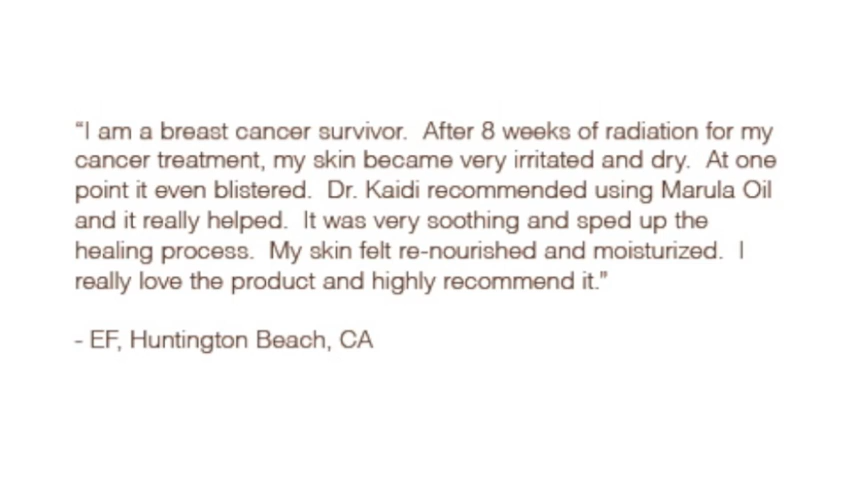 “I am a breast cancer survivor.  After 8 weeks of radiation for my
cancer treatment, my skin became very irritated and dry.  At one
point it even blistered.  Dr. Kaidi recommended using Marula Oil
and it really helped.  It was very soothing and sped up the
healing process.  My skin felt re-nourished and moisturized.  I
really love the product and highly recommend it.”
- EF, Huntington Beach, CA